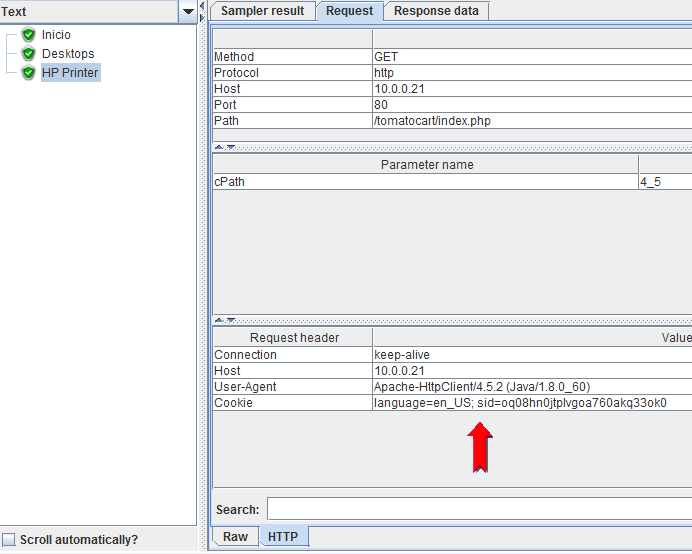 Text
Inicio
Desktops
HP Printer
Scroll automatically?
Sampler result Request Response data
Method GET
Protocol http
Host 10.0.0.21
Port 80
Path /tomatocart/index.php
Parameter name
cPath 4_5
Request header Value
Connection keep-alive
Host 10.0.0.21
User-Agent Apache-HttpClient/4.5.2 (Java/1.8.0_60)
Cookie language=en_US; sid=oq08hn0jtplvgoa760akq33ok0
Search:
Raw HTTP